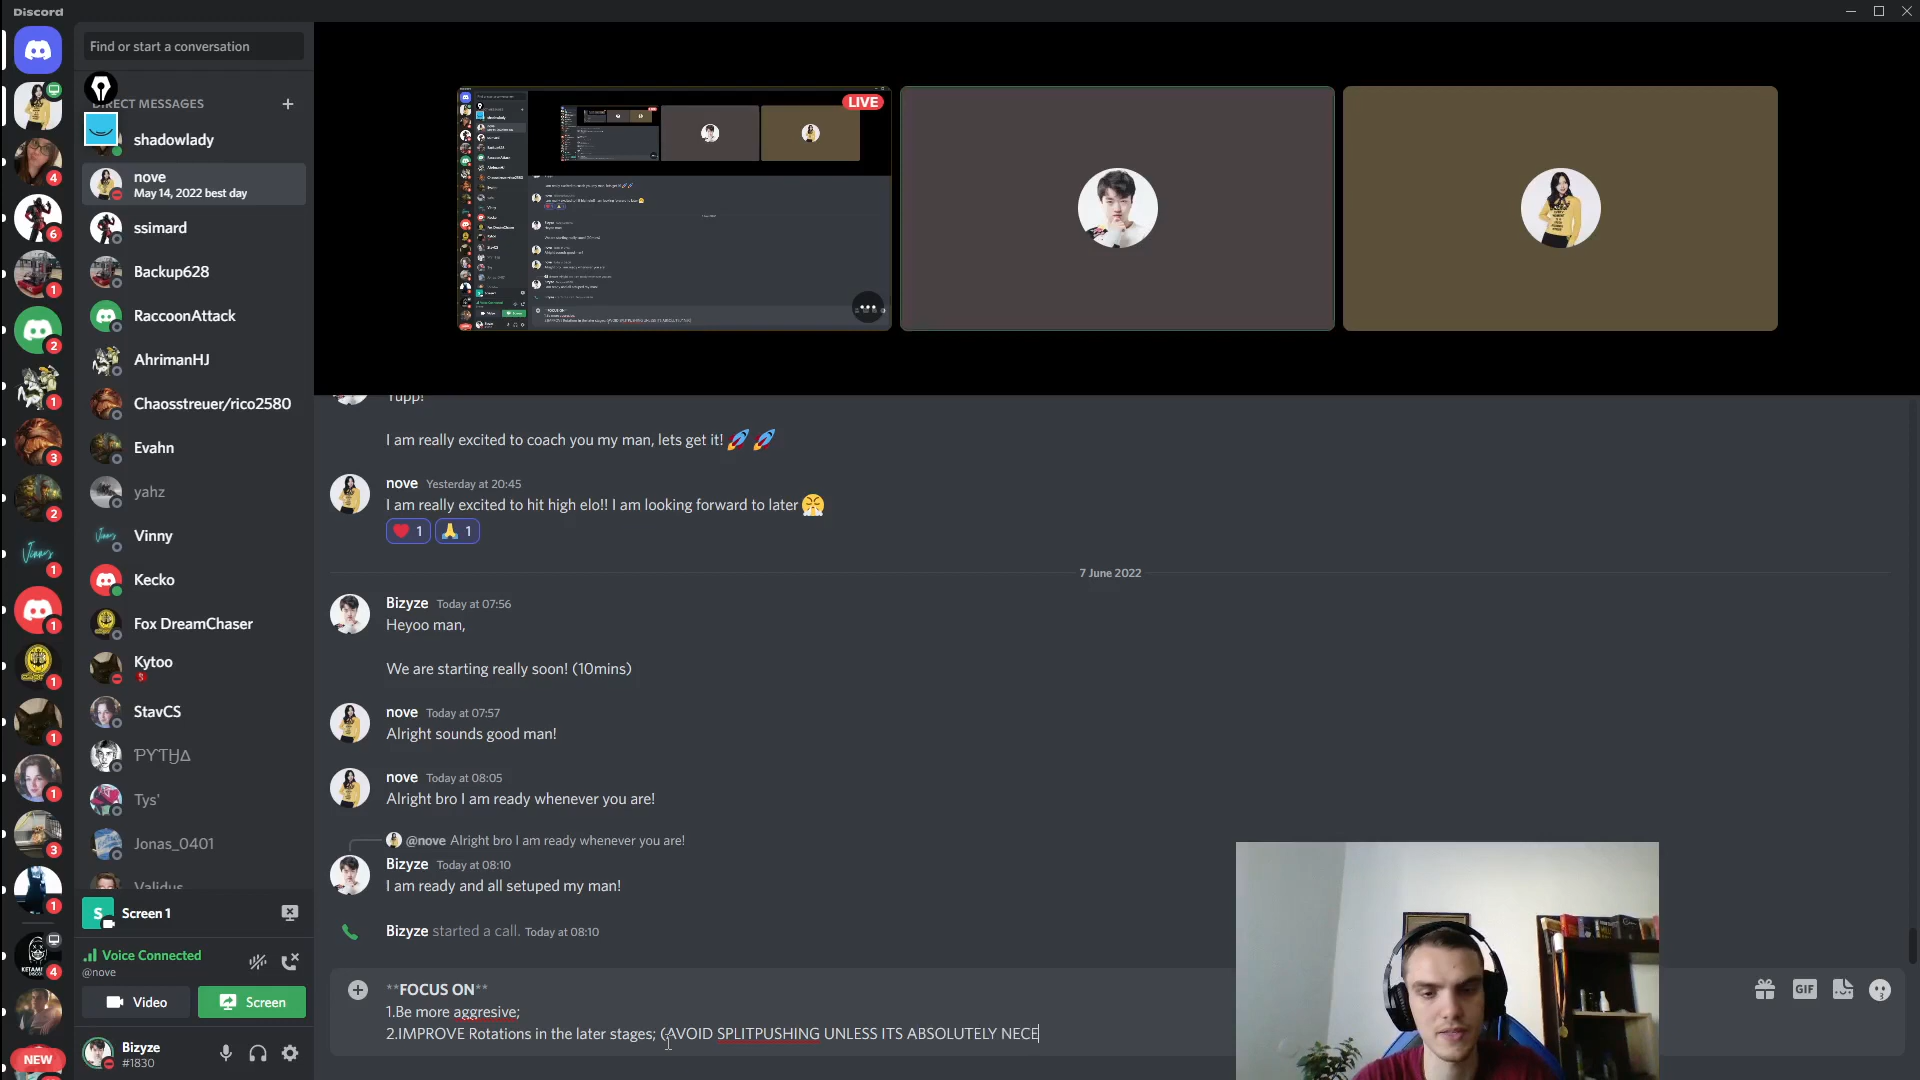 Discord
Find or start a conversation
DIRECT MESSAGES
shadowlady
nove
May 14, 2022 best day
ssimard
Backup628
RaccoonAttack
AhrimanHJ
Chaosstreuer/rico2580
Evahn
yahz
Vinny
Kecko
Fox DreamChaser
Kytoo
StavCS
Tys'
Jonas_0401
Validus
Screen 1
Voice Connected
@nove
Video
Screen
Bizyze
#1830
NEW
LIVE
Yupp!
I am really excited to coach you my man, lets get it!
nove Yesterday at 20:45
I am really excited to hit high elo!! I am looking forward to later
1 1
7 June 2022
Bizyze Today at 07:56
Heyoo man,
We are starting really soon! (10mins)
nove Today at 07:57
Alright sounds good man!
nove Today at 08:05
Alright bro I am ready whenever you are!
@nove Alright bro I am ready whenever you are!
Bizyze Today at 08:10
I am ready and all setuped my man!
Bizyze started a call. Today at 08:10
**FOCUS ON**
1.Be more aggresive;
2.IMPROVE Rotations in the later stages; (AVOID SPLITPUSHING UNLESS ITS ABSOLUTELY NECE
GIF